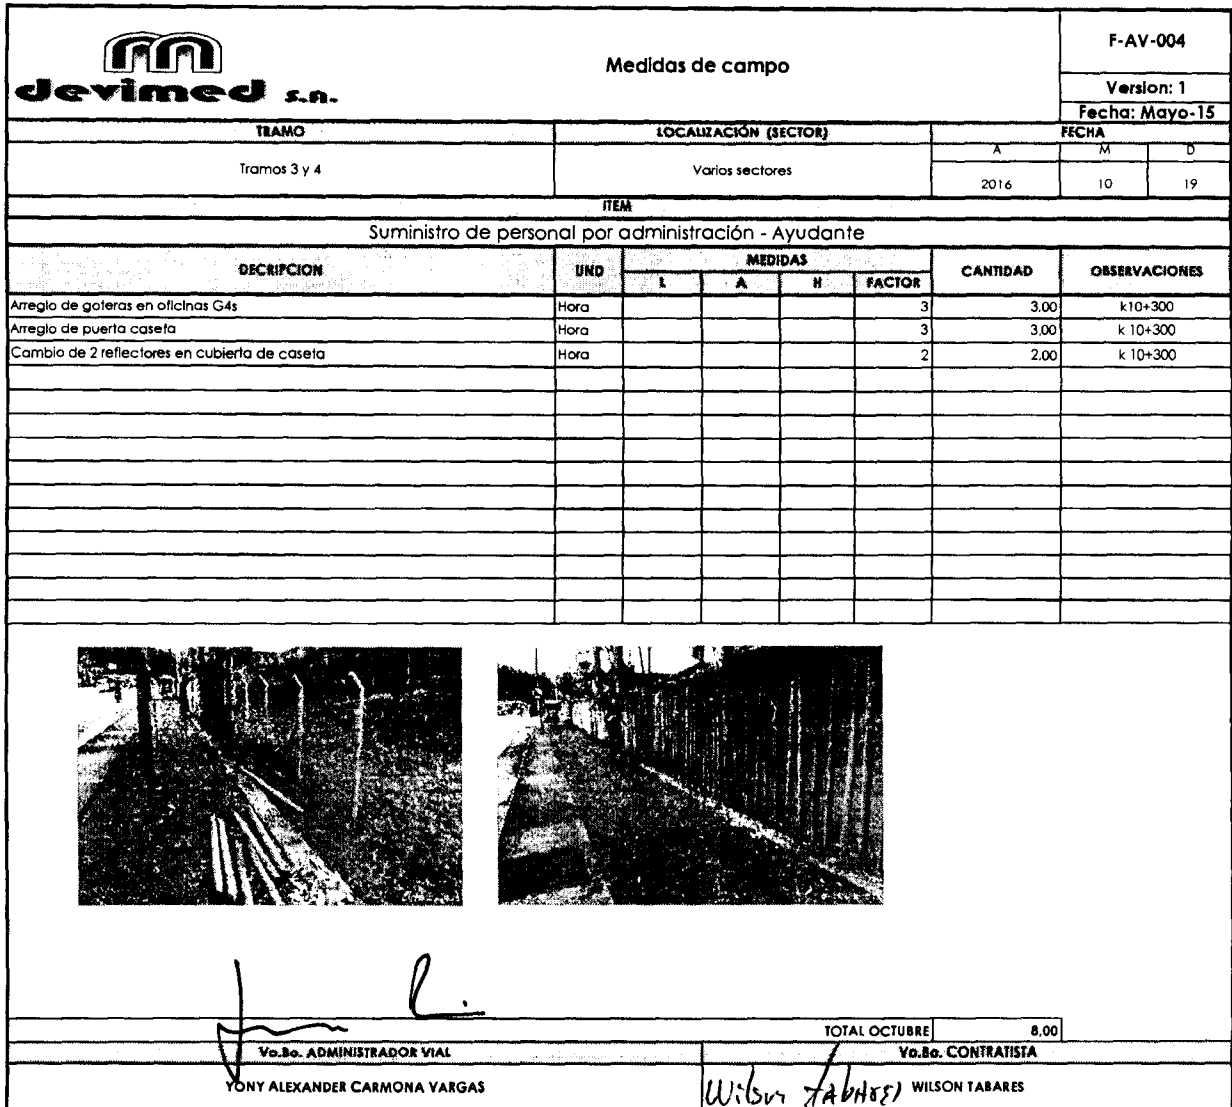 devimed s.a.
Medidas de campo
F-AV-004
Version: 1
Fecha: Mayo-15
TRAMO LOCALIZACIÓN (SECTOR) FECHA
A M D
Tramos 3 y 4 Varios sectores 2016 10 19
ITEM
Suministro de personal por administración - Ayudante
DECRIPCION UND MEDIDAS CANTIDAD OBSERVACIONES
L A H FACTOR
Arreglo de goteras en oficinas G4s Hora 3 3.00 k10+300
Arreglo de puerta caseta Hora 3 3.00 k 10+300
Cambio de 2 reflectores en cubierta de caseta Hora 2 2.00 k 10+300
TOTAL OCTUBRE 8,00
Vo.Bo. ADMINISTRADOR VIAL Vo.Bo. CONTRATISTA
YONY ALEXANDER CARMONA VARGAS Wilson TABARES WILSON TABARES